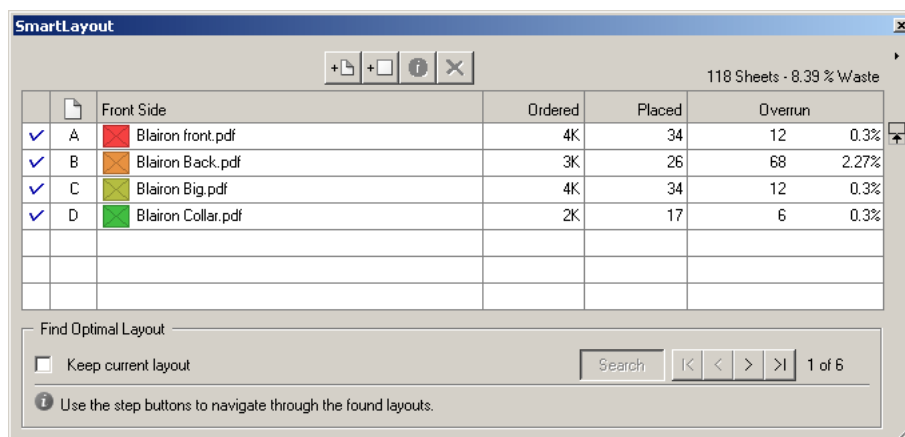 SmartLayout
118 Sheets - 8.39 % Waste
Front Side Ordered Placed Overrun
A Blairon front.pdf 4K 34 12 0.3%
B Blairon Back.pdf 3K 26 68 2.27%
C Blairon Big.pdf 4K 34 12 0.3%
D Blairon Collar.pdf 2K 17 6 0.3%
Find Optimal Layout
Keep current layout Search 1 of 6
Use the step buttons to navigate through the found layouts.